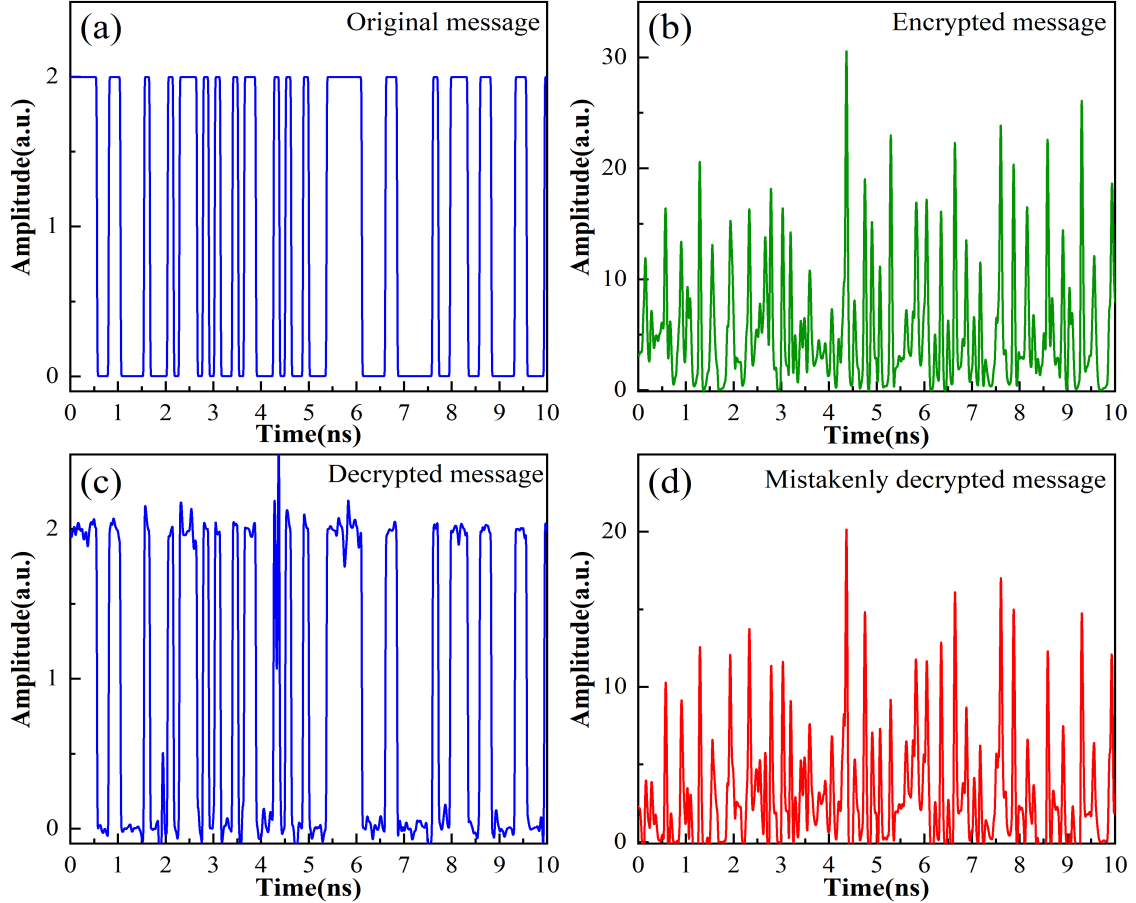 (a)
Original message
Amplitude(a.u.)
2
1
0
0 1 2 3 4 5 6 7 8 9 10
Time(ns)
(b)
Encrypted message
Amplitude(a.u.)
30
20
10
0
0 1 2 3 4 5 6 7 8 9 10
Time(ns)
(c)
Decrypted message
Amplitude(a.u.)
2
1
0
0 1 2 3 4 5 6 7 8 9 10
Time(ns)
(d)
Mistakenly decrypted message
Amplitude(a.u.)
20
10
0
0 1 2 3 4 5 6 7 8 9 10
Time(ns)